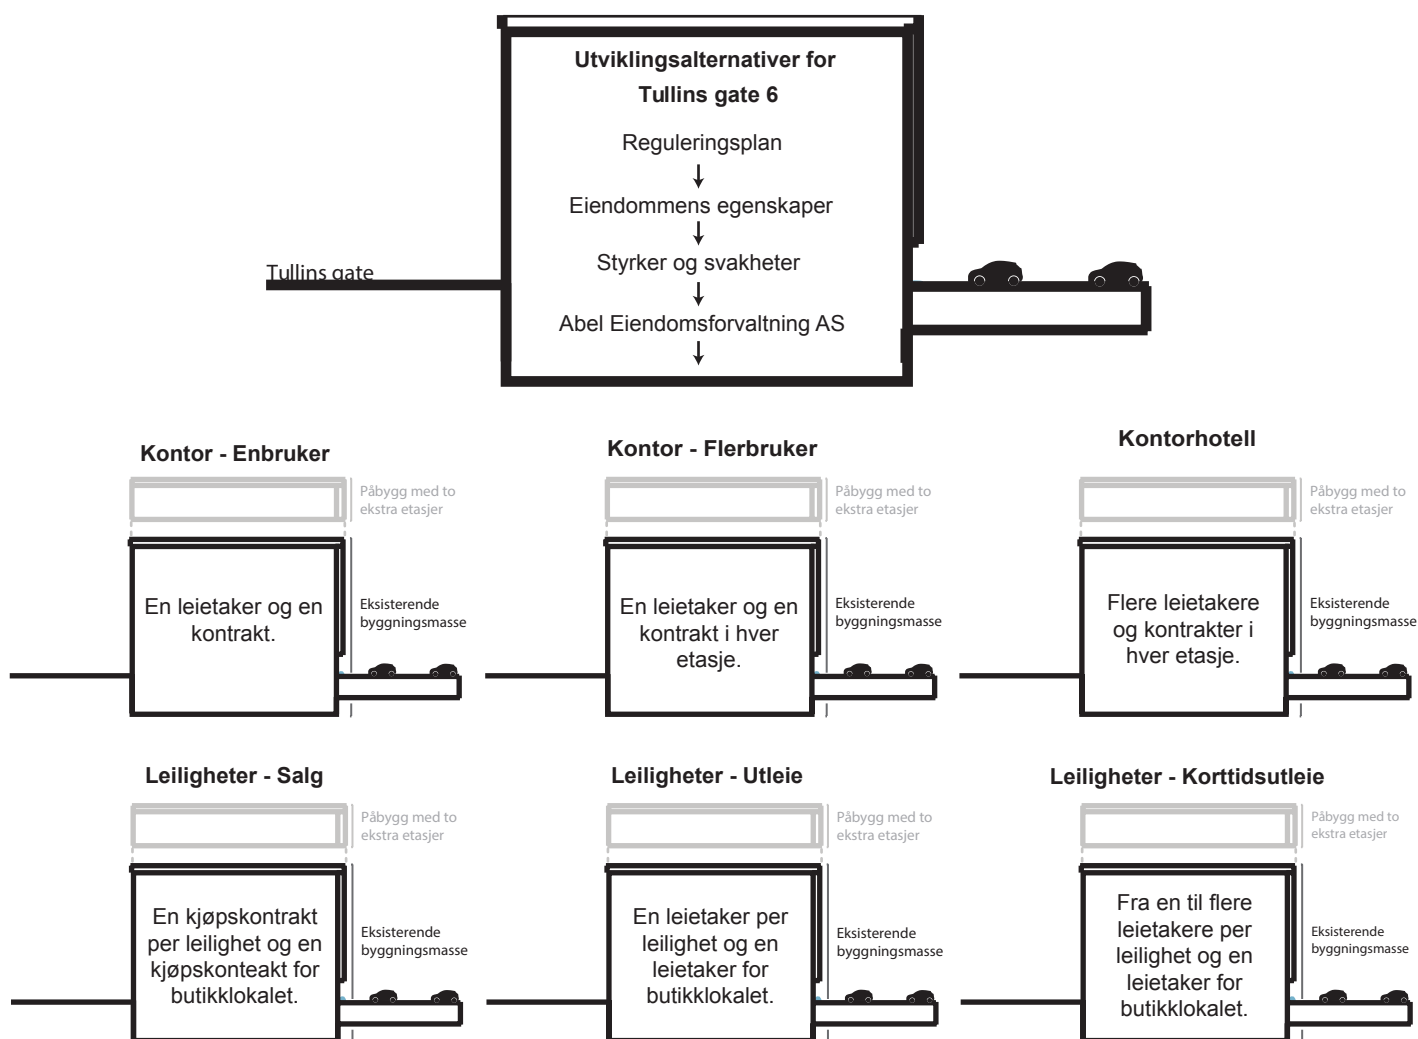 Utviklingsalternativer for
Tullins gate 6
Reguleringsplan
Eiendommens egenskaper
Styrker og svakheter
Abel Eiendomsforvaltning AS
Tullins gate
Kontor - Enbruker
Påbygg med to
ekstra etasjer
En leietaker og en
kontrakt.
Eksisterende
byggningsmasse
Kontor - Flerbruker
Påbygg med to
ekstra etasjer
En leietaker og en
kontrakt i hver
etasje.
Eksisterende
byggningsmasse
Kontorhotell
Påbygg med to
ekstra etasjer
Flere leietakere
og kontrakter i
hver etasje.
Eksisterende
byggningsmasse
Leiligheter - Salg
Påbygg med to
ekstra etasjer
En kjøpskontrakt
per leilighet og en
kjøpskonteakt for
butikklokalet.
Eksisterende
byggningsmasse
Leiligheter - Utleie
Påbygg med to
ekstra etasjer
En leietaker per
leilighet og en
leietaker for
butikklokalet.
Eksisterende
byggningsmasse
Leiligheter - Korttidsutleie
Påbygg med to
ekstra etasjer
Fra en til flere
leietakere per
leilighet og en
leietaker for
butikklokalet.
Eksisterende
byggningsmasse